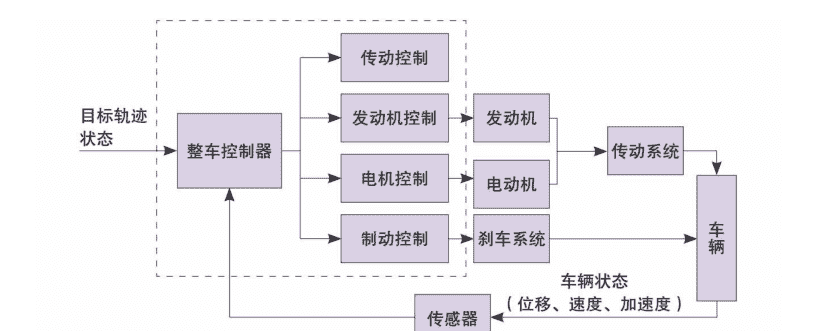 传动控制
目标轨迹
状态
整车控制器
发动机控制
发动机
传动系统
电机控制
电动机
车辆
制动控制
刹车系统
车辆状态
（位移、速度、加速度）
传感器